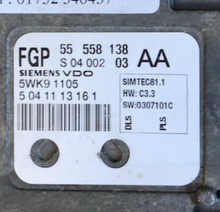 FGP 55 558 138 AA
S 04 002 03
SIEMENS VDO
5WK9 1105
5 04 11 13 16 1
SIMTEC81.1
HW: C3.3
SW:0307101C
DLS
PLS